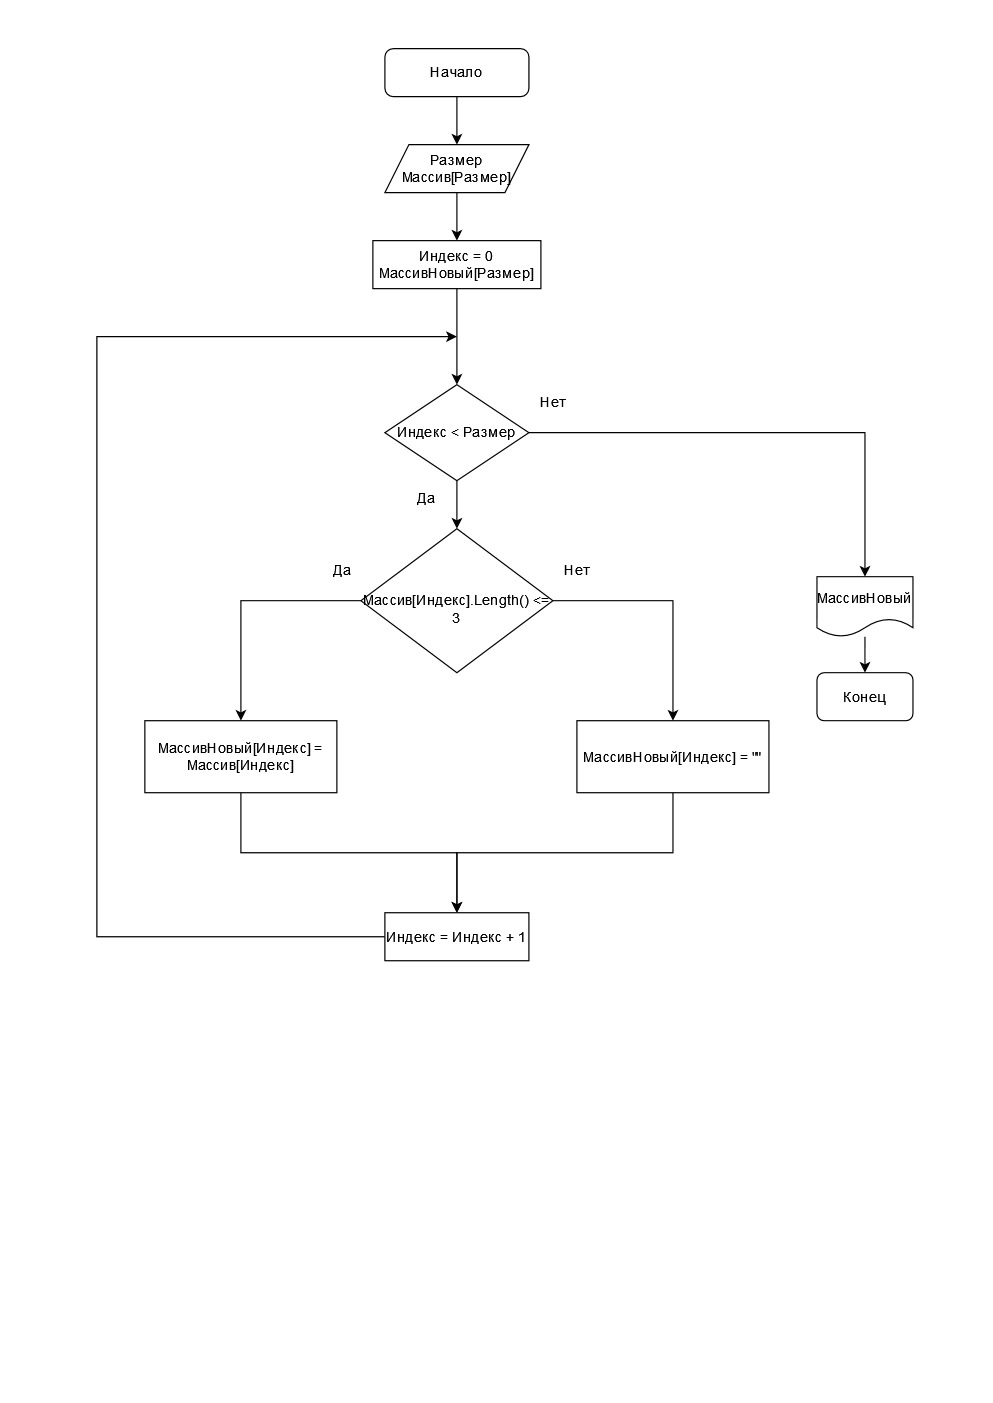 Начало
Размер
Массив[Размер]
Индекс = 0
МассивНовый[Размер]
Нет
Индекс < Размер
Да
Да
Нет
Массив[Индекс].Length() <=
3
МассивНовый
Конец
МассивНовый[Индекс] =
Массив[Индекс]
МассивНовый[Индекс] = ""
Индекс = Индекс + 1